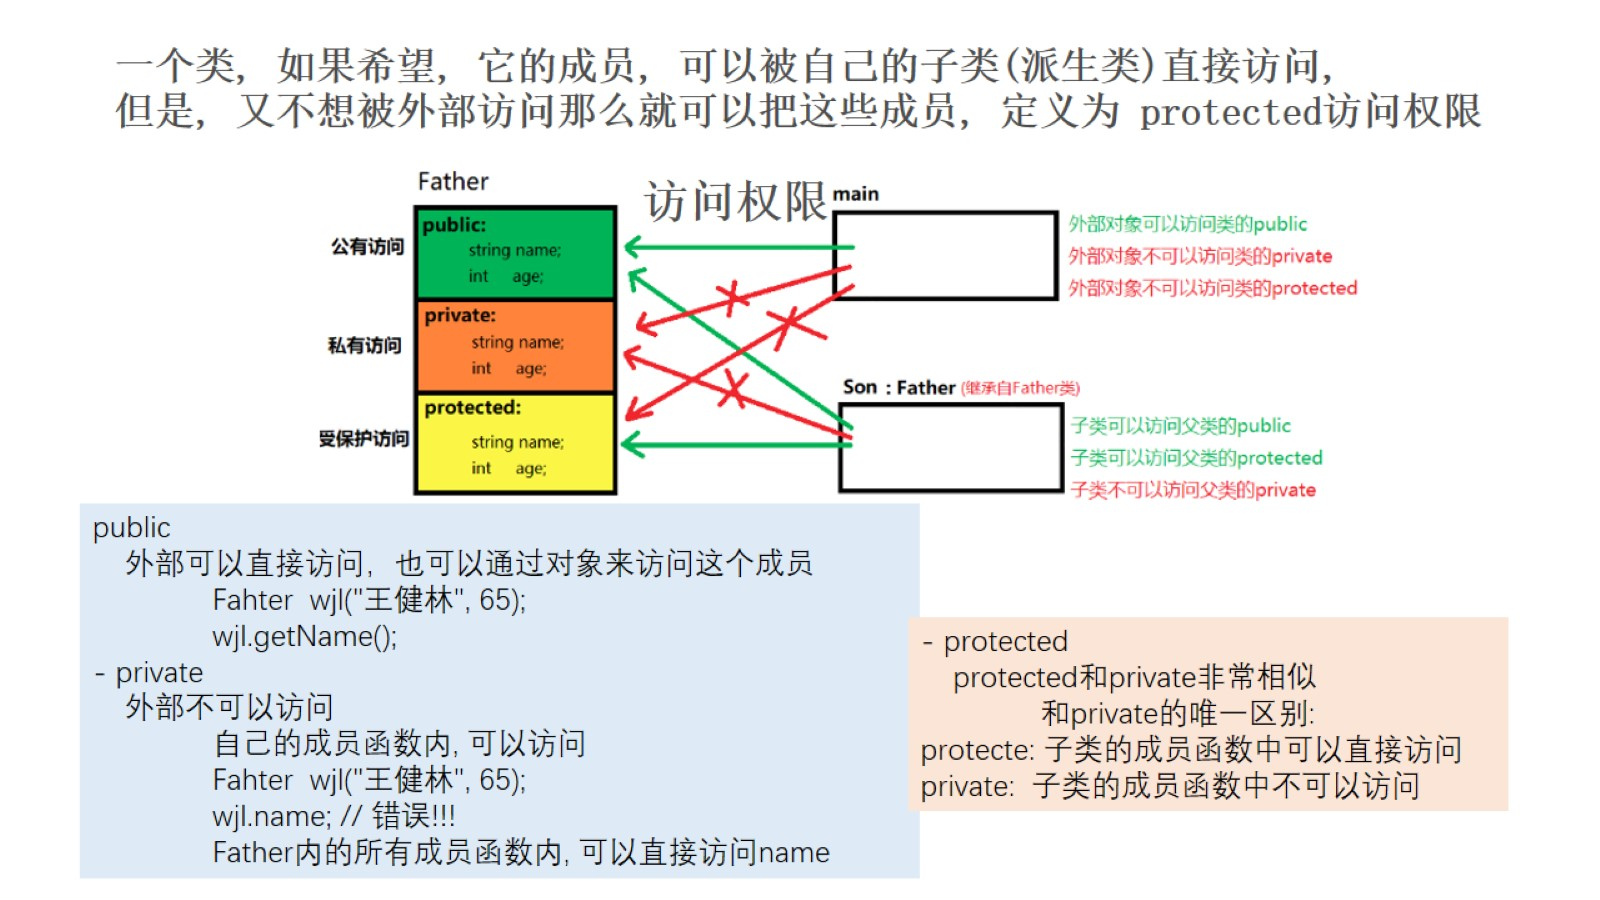 一个类, 如果希望, 它的成员, 可以被自己的子类(派生类)直接访问,
但是, 又不想被外部访问那么就可以把这些成员, 定义为 protected访问权限
Father
访问权限
main
公有访问
public:
string name;
int age;
外部对象可以访问类的public
外部对象不可以访问类的private
外部对象不可以访问类的protected
私有访问
private:
string name;
int age;
Son : Father (继承自Father类)
受保护访问
protected:
string name;
int age;
子类可以访问父类的public
子类可以访问父类的protected
子类不可以访问父类的private
public
外部可以直接访问, 也可以通过对象来访问这个成员
Fahter wjl("王健林", 65);
wjl.getName();
- private
外部不可以访问
自己的成员函数内, 可以访问
Fahter wjl("王健林", 65);
wjl.name; // 错误!!!
Father内的所有成员函数内, 可以直接访问name
- protected
protected和private非常相似
和private的唯一区别:
protecte: 子类的成员函数中可以直接访问
private: 子类的成员函数中不可以访问